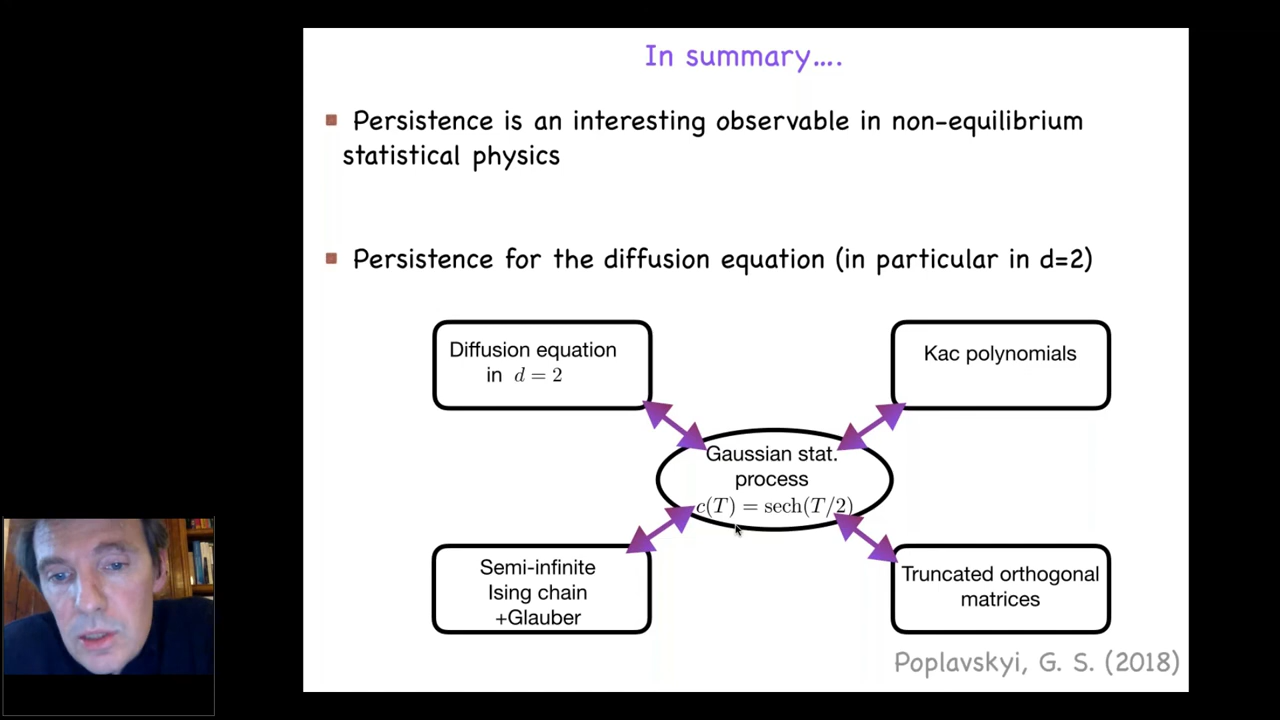 In summary....
Persistence is an interesting observable in non-equilibrium
statistical physics
Persistence for the diffusion equation (in particular in d=2)
Diffusion equation
in d = 2
Kac polynomials
Gaussian stat.
process
c(T) = sech(T/2)
Semi-infinite
Ising chain
+Glauber
Truncated orthogonal
matrices
Poplavskyi, G. S. (2018)